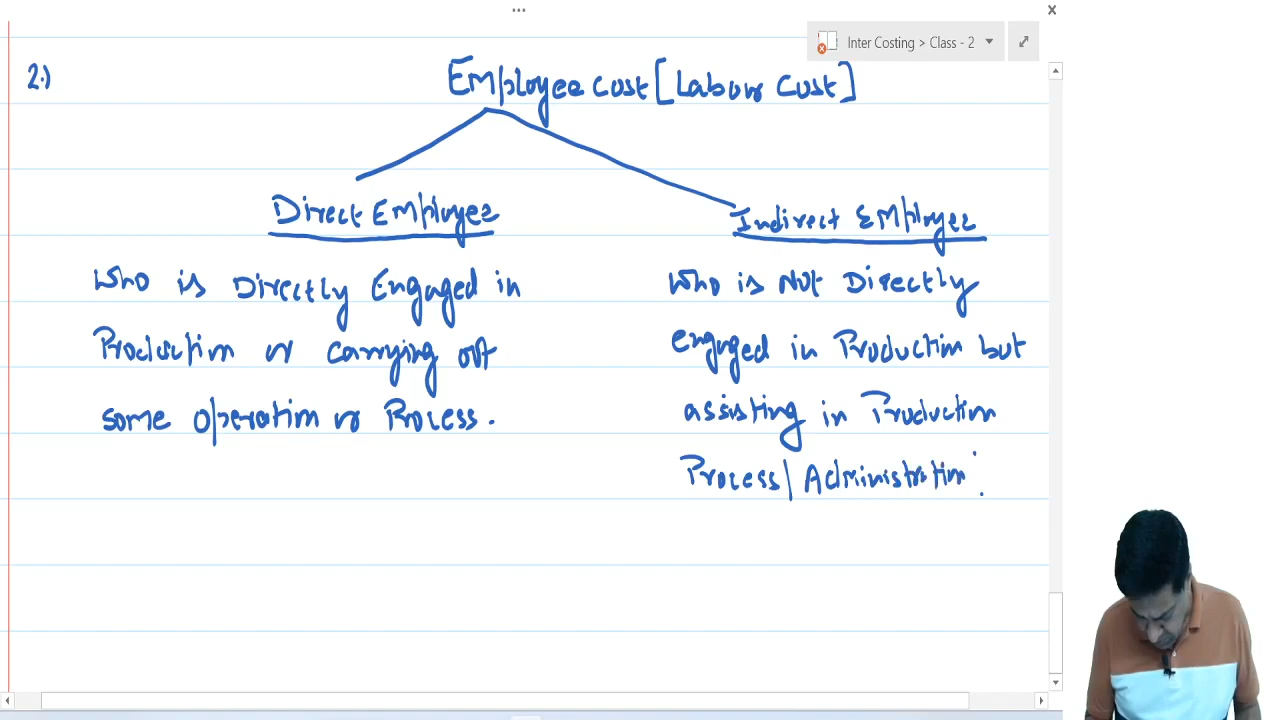 Inter Costing > Class - 2
2.) Employee Cost [Labour Cost]
Direct Employee
Indirect Employee
Who is Directly Engaged in
Production or carrying out
some operation or Process.
Who is Not Directly
engaged in Production but
assisting in Production
Process/Administration.